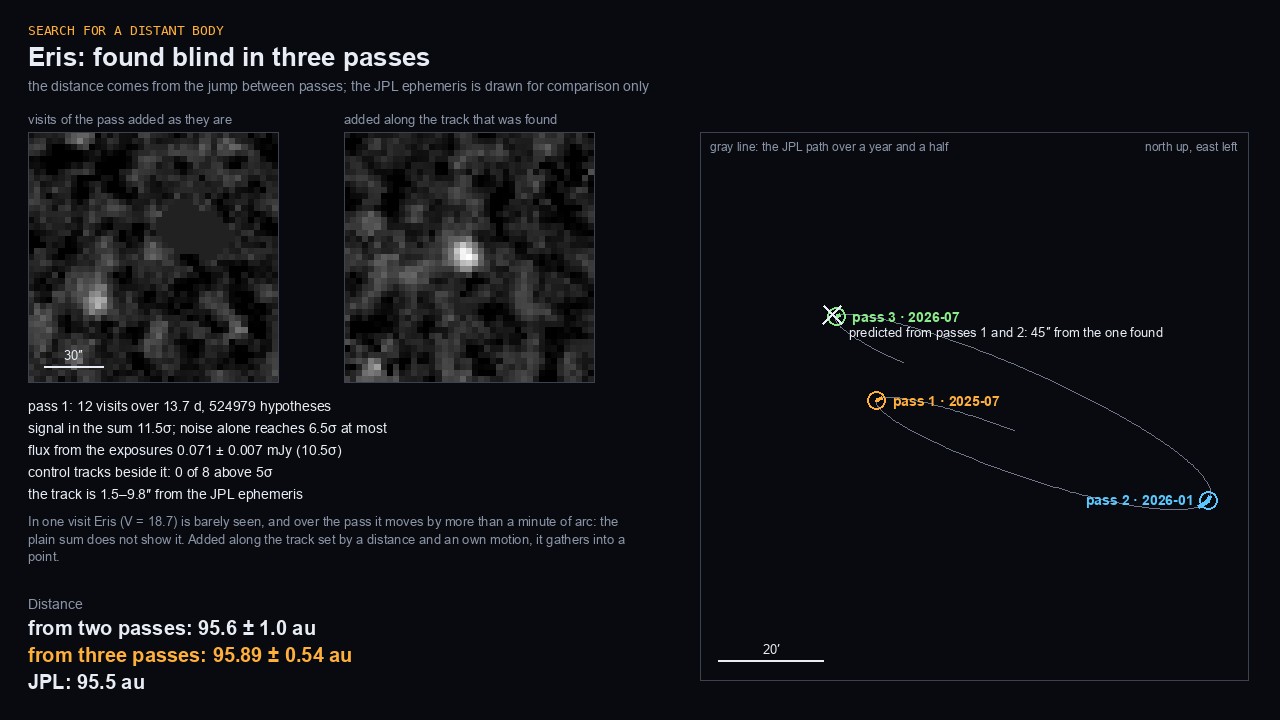 SEARCH FOR A DISTANT BODY
Eris: found blind in three passes
the distance comes from the jump between passes; the JPL ephemeris is drawn for comparison only
visits of the pass added as they are
added along the track that was found
30″
pass 1: 12 visits over 13.7 d, 524979 hypotheses
signal in the sum 11.5σ; noise alone reaches 6.5σ at most
flux from the exposures 0.071 ± 0.007 mJy (10.5σ)
control tracks beside it: 0 of 8 above 5σ
the track is 1.5–9.8″ from the JPL ephemeris
In one visit Eris (V = 18.7) is barely seen, and over the pass it moves by more than a minute of arc: the
plain sum does not show it. Added along the track set by a distance and an own motion, it gathers into a
point.
Distance
from two passes: 95.6 ± 1.0 au
from three passes: 95.89 ± 0.54 au
JPL: 95.5 au
gray line: the JPL path over a year and a half
north up, east left
pass 3 · 2026-07
predicted from passes 1 and 2: 45″ from the one found
pass 1 · 2025-07
pass 2 · 2026-01
20′